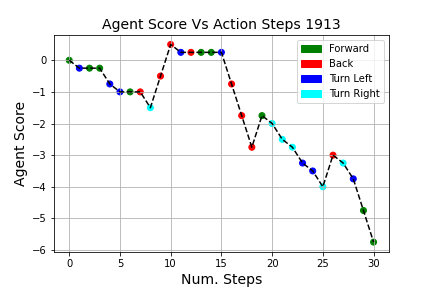 Agent Score Vs Action Steps 1913
Forward
Back
Turn Left
Turn Right
Agent Score
0
−1
−2
−3
−4
−5
−6
0 5 10 15 20 25 30
Num. Steps